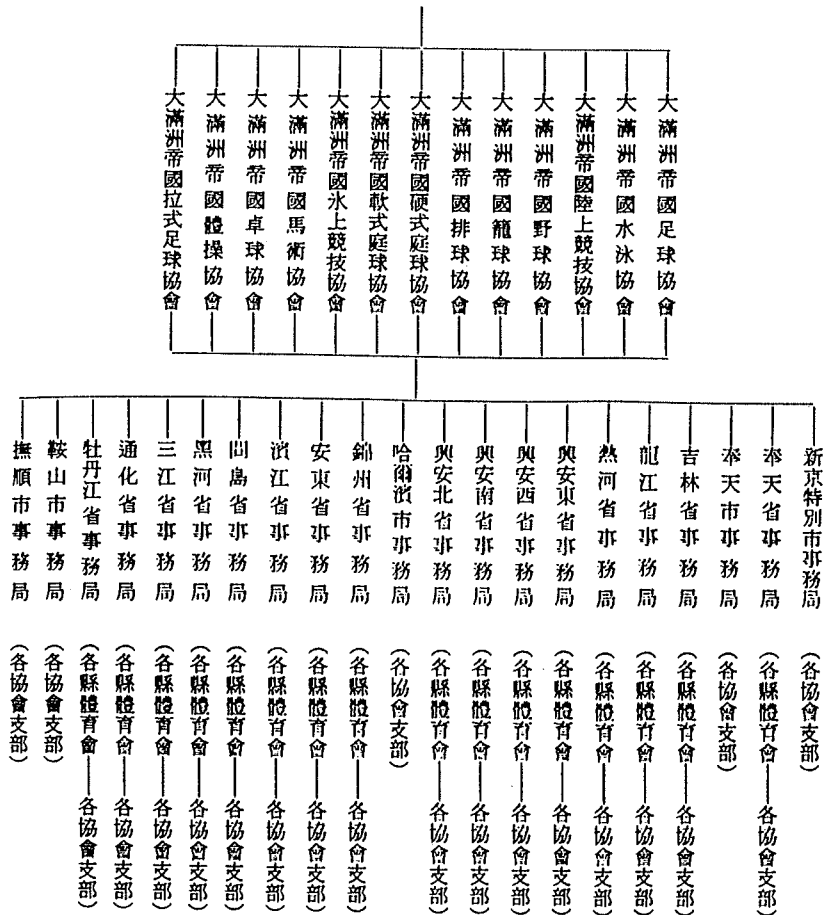 大滿洲帝國足球協會
大滿洲帝國水泳協會
大滿洲帝國陸上競技協會
大滿洲帝國野球協會
大滿洲帝國籠球協會
大滿洲帝國排球協會
大滿洲帝國硬式庭球協會
大滿洲帝國軟式庭球協會
大滿洲帝國氷上競技協會
大滿洲帝國馬術協會
大滿洲帝國卓球協會
大滿洲帝國體操協會
大滿洲帝國拉式足球協會
新京特別市事務局(各協會支部)
奉天省事務局(各縣體育會——各協會支部)
奉天市事務局(各協會支部)
吉林省事務局(各縣體育會——各協會支部)
龍江省事務局(各縣體育會——各協會支部)
熱河省事務局(各縣體育會——各協會支部)
興安東省事務局(各縣體育會——各協會支部)
興安西省事務局(各縣體育會——各協會支部)
興安南省事務局(各縣體育會——各協會支部)
興安北省事務局(各縣體育會——各協會支部)
哈爾濱市事務局(各協會支部)
錦州省事務局(各縣體育會——各協會支部)
安東省事務局(各縣體育會——各協會支部)
濱江省事務局(各縣體育會——各協會支部)
間島省事務局(各縣體育會——各協會支部)
黑河省事務局(各縣體育會——各協會支部)
三江省事務局(各縣體育會——各協會支部)
通化省事務局(各縣體育會——各協會支部)
牡丹江省事務局(各縣體育會——各協會支部)
鞍山市事務局(各協會支部)
撫順市事務局(各協會支部)